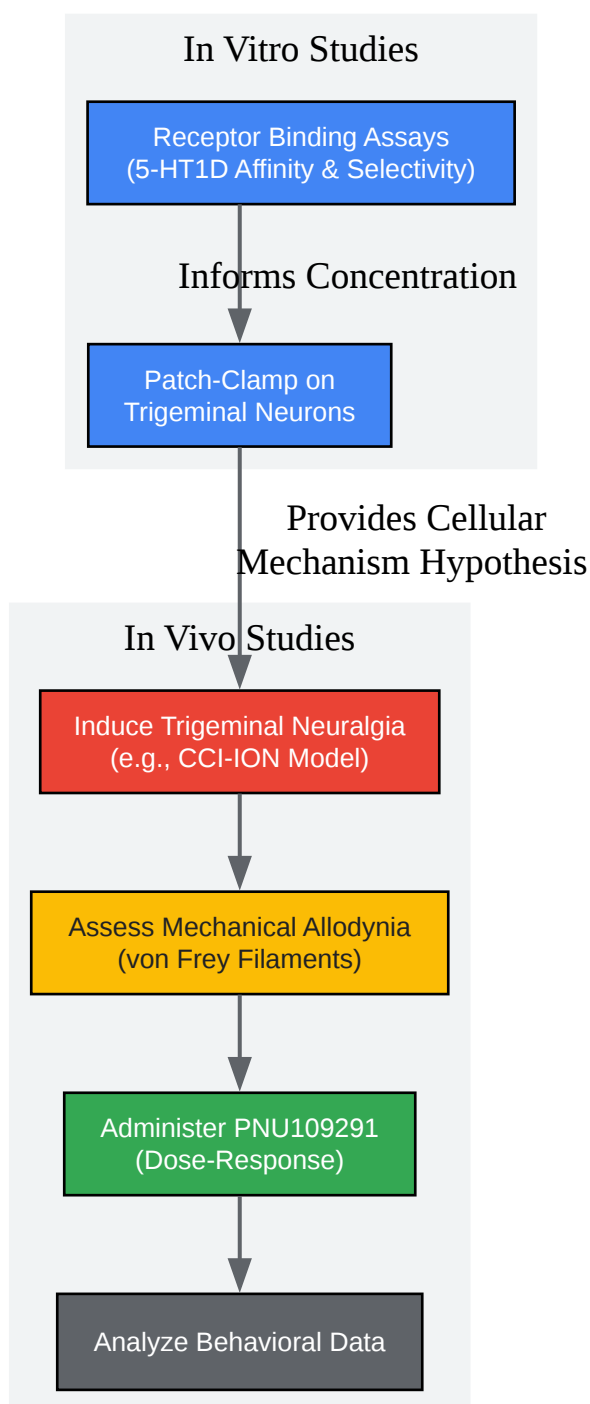 In Vitro Studies
Receptor Binding Assays
(5-HT1D Affinity & Selectivity)
Informs Concentration
Patch-Clamp on
Trigeminal Neurons
Provides Cellular
Mechanism Hypothesis
In Vivo Studies
Induce Trigeminal Neuralgia
(e.g., CCI-ION Model)
Assess Mechanical Allodynia
(von Frey Filaments)
Administer PNU109291
(Dose-Response)
Analyze Behavioral Data